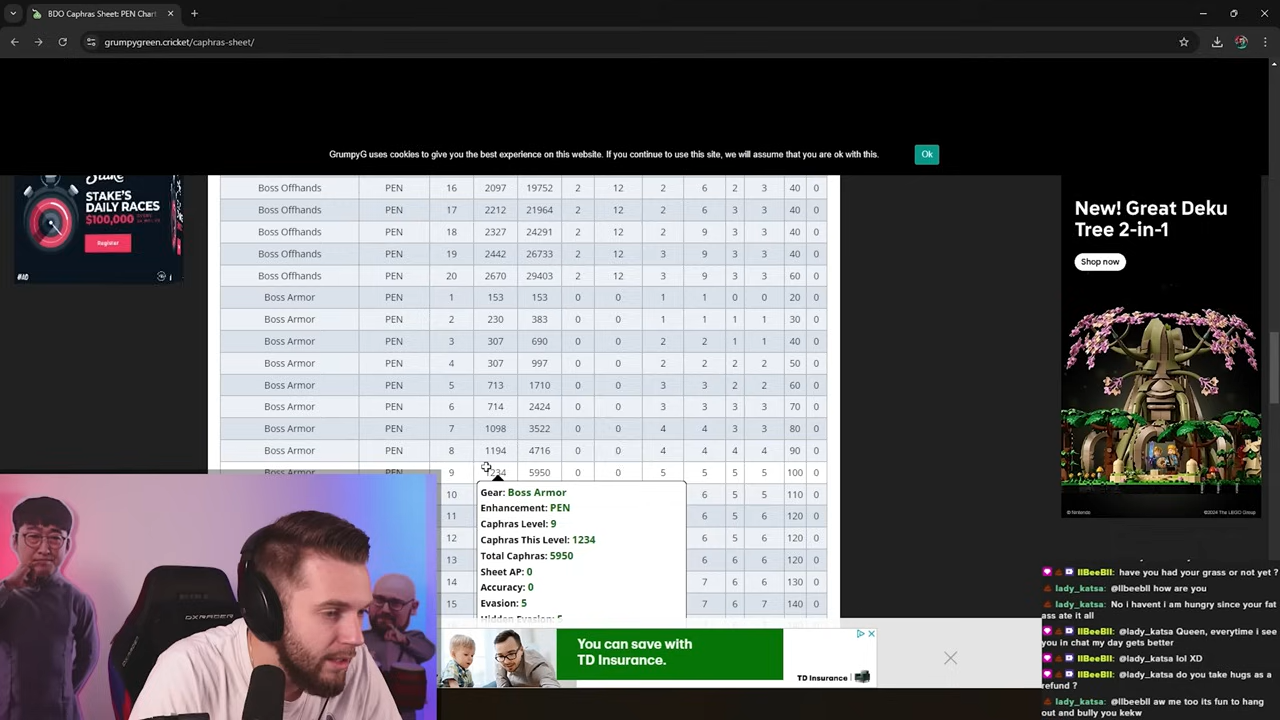 BDO Caphras Sheet: PEN Chart
grumpygreen.cricket/caphras-sheet/
GrumpyG uses cookies to give you the best experience on this website. If you continue to use this site, we will assume that you are ok with this.
Ok
STAKE'S
DAILY RACES
$100,000
Register
Boss Offhands PEN 16 2097 19752 2 12 2 6 2 3 40 0
Boss Offhands PEN 17 2212 21964 2 12 2 6 3 3 40 0
Boss Offhands PEN 18 2327 24291 2 12 2 9 3 3 40 0
Boss Offhands PEN 19 2442 26733 2 12 3 9 3 3 40 0
Boss Offhands PEN 20 2670 29403 2 12 3 9 3 3 60 0
Boss Armor PEN 1 153 153 0 0 1 1 0 0 20 0
Boss Armor PEN 2 230 383 0 0 1 1 1 1 30 0
Boss Armor PEN 3 307 690 0 0 2 2 1 1 40 0
Boss Armor PEN 4 307 997 0 0 2 2 2 2 50 0
Boss Armor PEN 5 713 1710 0 0 3 3 2 2 60 0
Boss Armor PEN 6 714 2424 0 0 3 3 3 3 70 0
Boss Armor PEN 7 1098 3522 0 0 4 4 3 3 80 0
Boss Armor PEN 8 1194 4716 0 0 4 4 4 4 90 0
Boss Armor PEN 9 1234 5950 0 0 5 5 5 5 100 0
10 6 5 5 110 0
11 6 5 6 120 0
12 6 5 6 120 0
13 6 6 6 120 0
14 7 6 6 130 0
15 7 6 7 140 0
Gear: Boss Armor
Enhancement: PEN
Caphras Level: 9
Caphras This Level: 1234
Total Caphras: 5950
Sheet AP: 0
Accuracy: 0
Evasion: 5
New! Great Deku
Tree 2-in-1
Shop now
You can save with
TD Insurance.
TD Insurance
DXRACER
llBeeBll: have you had your grass or not yet ?
lady_katsa: @llbeebll how are you
lady_katsa: No i havent i am hungry since your fat
ass ate it all
llBeeBll: @lady_katsa Queen, everytime i see
you in chat my day gets better
llBeeBll: @lady_katsa lol XD
llBeeBll: @lady_katsa do you take hugs as a
refund ?
lady_katsa: @llbeebll aw me too its fun to hang
out and bully you kekw